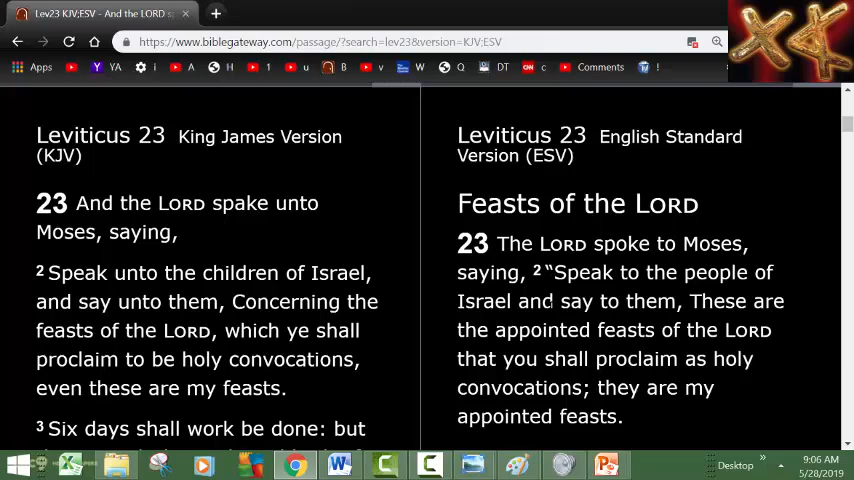 Lev23 KJV;ESV - And the LORD sp
https://www.biblegateway.com/passage/?search=lev23&version=KJV;ESV
Apps YA i A H 1 u B v W Q DT c Comments !
Leviticus 23 King James Version
(KJV)
23 And the LORD spake unto
Moses, saying,
2 Speak unto the children of Israel,
and say unto them, Concerning the
feasts of the LORD, which ye shall
proclaim to be holy convocations,
even these are my feasts.
3 Six days shall work be done: but
Leviticus 23 English Standard
Version (ESV)
Feasts of the LORD
23 The LORD spoke to Moses,
saying, 2 “Speak to the people of
Israel and say to them, These are
the appointed feasts of the LORD
that you shall proclaim as holy
convocations; they are my
appointed feasts.
Desktop
9:06 AM
5/28/2019